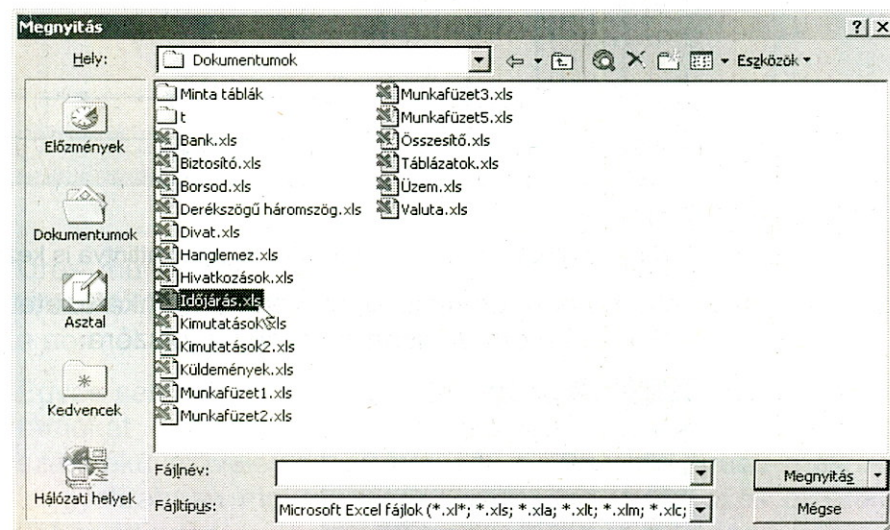 Megnyitás
Hely:
Dokumentumok
Eszközök
Előzmények
Dokumentumok
Asztal
Kedvencek
Hálózati helyek
Minta táblák
t
Bank.xls
Biztosító.xls
Borsod.xls
Derékszögű háromszög.xls
Divat.xls
Hanglemez.xls
Hivatkozások.xls
Időjárás.xls
Kimutatások.xls
Kimutatások2.xls
Küldemények.xls
Munkafüzet1.xls
Munkafüzet2.xls
Munkafüzet3.xls
Munkafüzet5.xls
Összesítő.xls
Táblázatok.xls
Üzem.xls
Valuta.xls
Fájlnév:
Megnyitás
Fájltípus:
Microsoft Excel fájlok (*.xl*; *.xls; *.xla; *.xlt; *.xlm; *.xlc;
Mégse